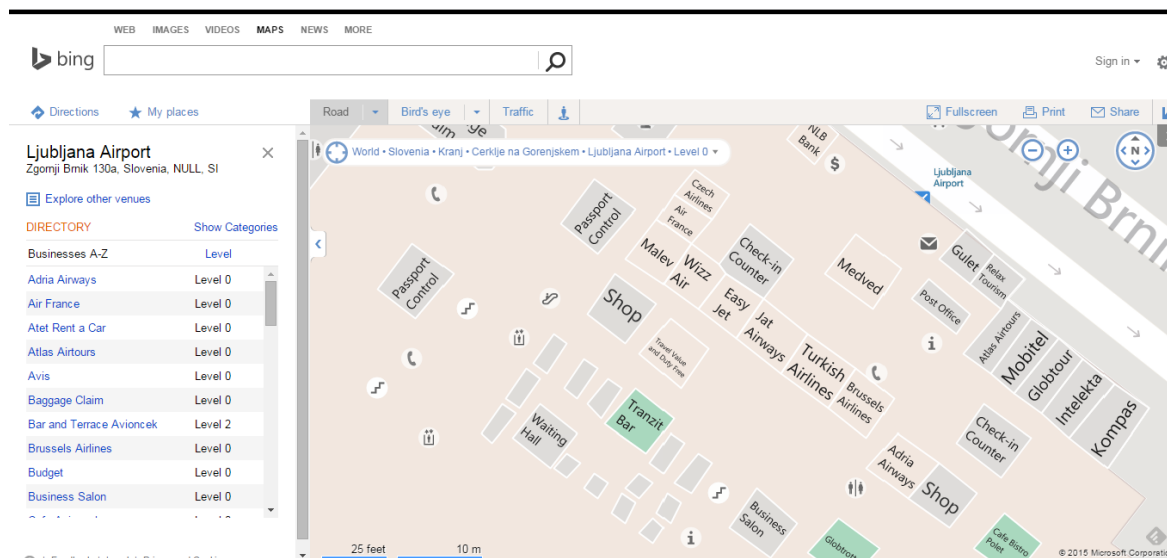 WEB IMAGES VIDEOS MAPS NEWS MORE
bing
Sign in
Directions My places
Road Bird's eye Traffic
Fullscreen Print Share
Ljubljana Airport
Zgornji Brnik 130a, Slovenia, NULL, SI
Explore other venues
DIRECTORY Show Categories
Businesses A-Z Level
Adria Airways Level 0
Air France Level 0
Atet Rent a Car Level 0
Atlas Airtours Level 0
Avis Level 0
Baggage Claim Level 0
Bar and Terrace Avioncek Level 2
Brussels Airlines Level 0
Budget Level 0
Business Salon Level 0
World • Slovenia • Kranj • Cerklje na Gorenjskem • Ljubljana Airport • Level 0
NLB
Bank
$
N
Ljubljana
Airport
Czech
Airlines
Air
France
Passport
Control
Passport
Control
Malev
Air
Wizz
Check-in
Counter
Medved
Gulet
Relax
Tourism
Post Office
Shop
Easy
Jet
Jat
Airways
Travel Value
and Duty Free
Turkish
Airlines
Brussels
Airlines
Atlas Airtours
Mobitel
Globtour
Intelekta
Kompas
Tranzit
Bar
Waiting
Hall
Check-in
Counter
Adria
Airways
Shop
Business
Salon
Cafe Bistro
Polet
25 feet 10 m
© 2015 Microsoft Corporat